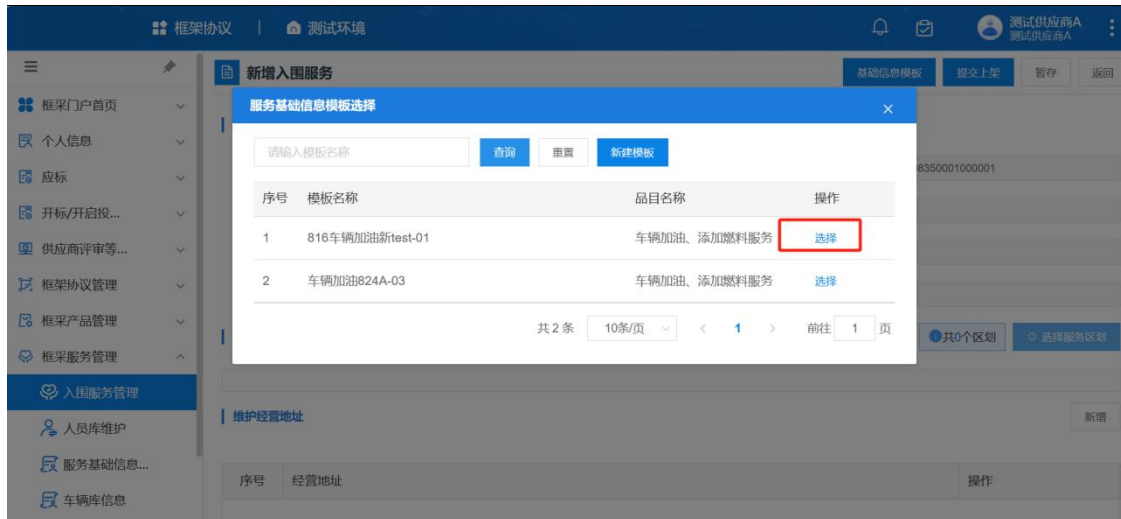 框架协议 | 测试环境 测试供应商A
测试供应商A
新增入围服务 基础信息模板 提交上架 暂存 返回
框采门户首页
个人信息
应标
开标/开启投...
供应商评审等...
框架协议管理
框采产品管理
框采服务管理
入围服务管理
人员库维护
服务基础信息...
车辆库信息
服务基础信息模板选择
请输入模板名称 查询 重置 新建模板
序号 模板名称 品目名称 操作
1 816车辆加油新test-01 车辆加油、添加燃料服务 选择
2 车辆加油824A-03 车辆加油、添加燃料服务 选择
共 2 条 10条/页 < 1 > 前往 1 页
8350001000001
共0个区划 选择服务区划
维护经营地址 新增
序号 经营地址 操作